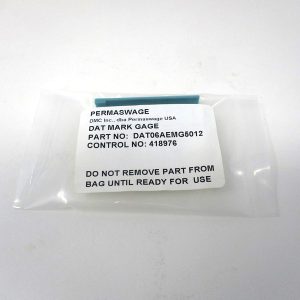 PERMASWAGE
DMC Inc., dba Permaswage USA
DAT MARK GAGE
PART NO: DAT06AEMG5012
CONTROL NO: 418976
DO NOT REMOVE PART FROM
BAG UNTIL READY FOR USE